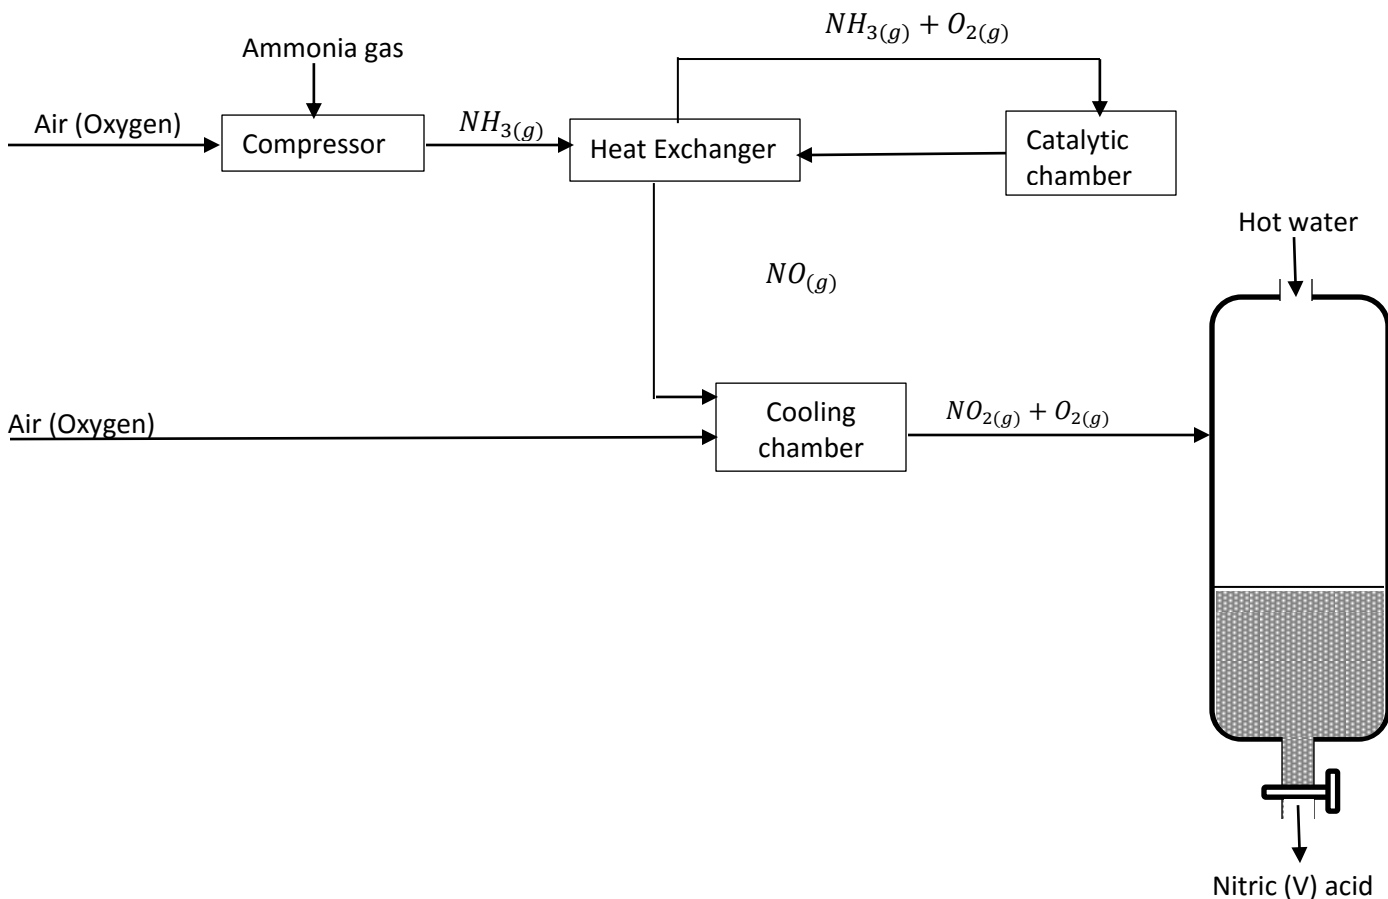 NH₃₍g₎ + O₂₍g₎
Ammonia gas
Air (Oxygen)
Compressor
NH₃₍g₎
Heat Exchanger
Catalytic
chamber
Hot water
NO₍g₎
Air (Oxygen)
Cooling
chamber
NO₂₍g₎ + O₂₍g₎
Nitric (V) acid